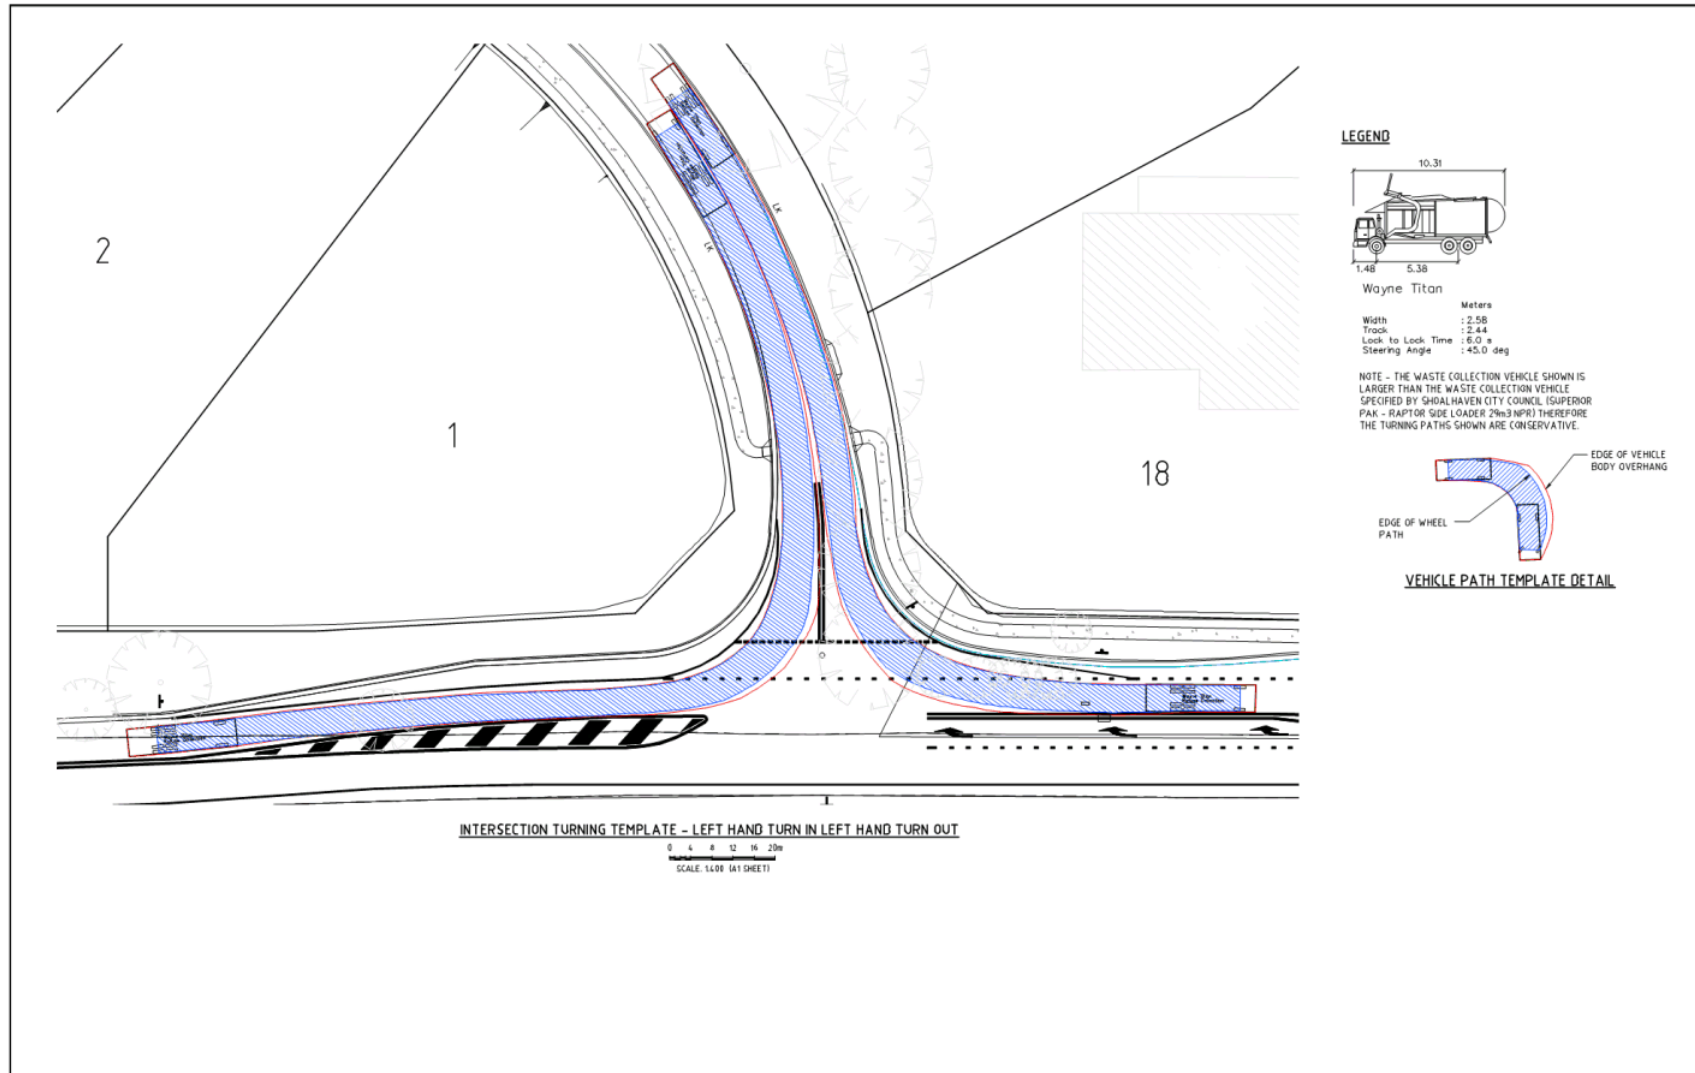 LEGEND
10.31
1.48 5.38
Wayne Titan
Meters
Width : 2.58
Track : 2.44
Lock to Lock Time : 6.0 s
Steering Angle : 45.0 deg
NOTE - THE WASTE COLLECTION VEHICLE SHOWN IS
LARGER THAN THE WASTE COLLECTION VEHICLE
SPECIFIED BY SHOALHAVEN CITY COUNCIL (SUPERIOR
PAK - RAPTOR SIDE LOADER 29m3 NPR) THEREFORE
THE TURNING PATHS SHOWN ARE CONSERVATIVE.
EDGE OF VEHICLE
BODY OVERHANG
EDGE OF WHEEL
PATH
VEHICLE PATH TEMPLATE DETAIL
2
LK
LK
1
18
INTERSECTION TURNING TEMPLATE - LEFT HAND TURN IN LEFT HAND TURN OUT
0 4 8 12 16 20m
SCALE. 1:400 (A1 SHEET)